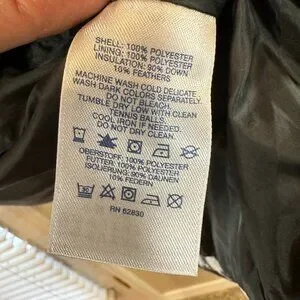 SHELL: 100% POLYESTER
LINING: 100% POLYESTER
INSULATION: 90% DOWN
10% FEATHERS
MACHINE WASH COLD DELICATE.
WASH DARK COLORS SEPARATELY.
DO NOT BLEACH.
TUMBLE DRY LOW WITH CLEAN
TENNIS BALLS.
COOL IRON IF NEEDED.
DO NOT DRY CLEAN.
OBERSTOFF: 100% POLYESTER
FUTTER: 100% POLYESTER
ISOLIERUNG: 90% DAUNEN
10% FEDERN
RN 62830